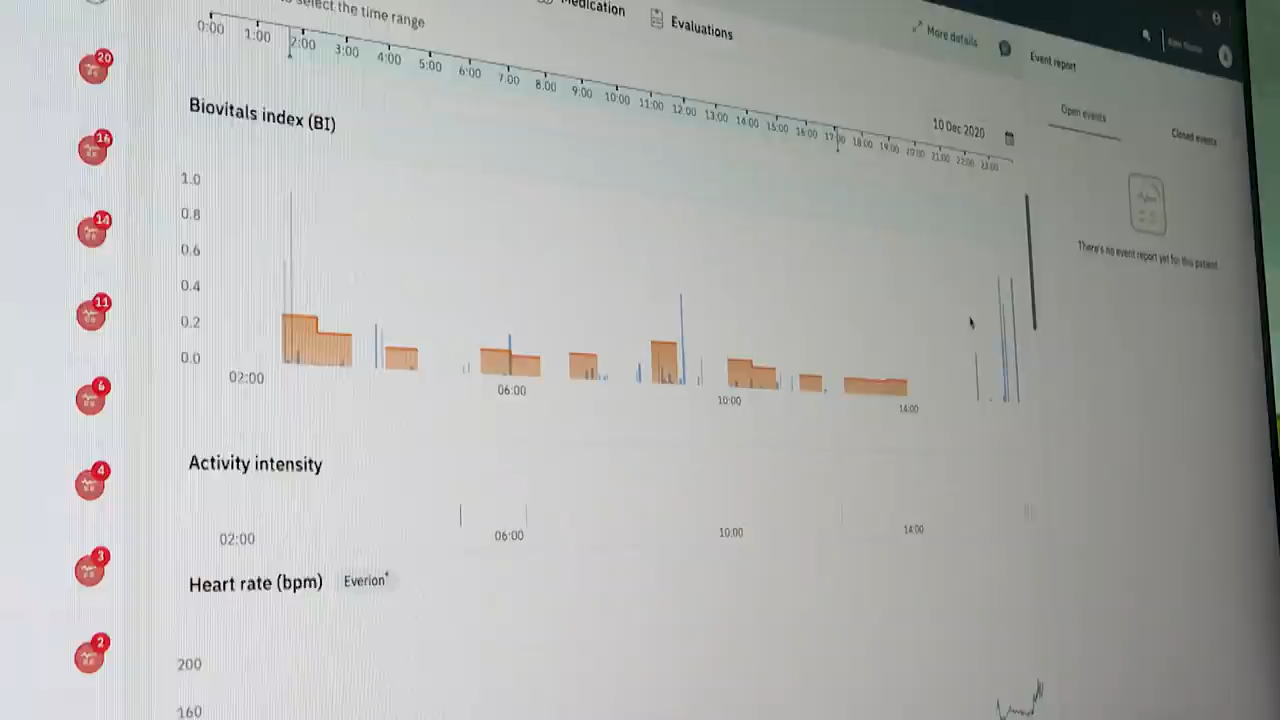 select the time range
Medication
Evaluations
More details
Event report
0:00 1:00 2:00 3:00 4:00 5:00 6:00 7:00 8:00 9:00 10:00 11:00 12:00 13:00 14:00 15:00 16:00 17:00 18:00 19:00 20:00 21:00 22:00 23:00
10 Dec 2020
Open events
Closed events
There's no event report yet for this patient
20
16
14
11
6
4
3
2
Biovitals index (BI)
1.0
0.8
0.6
0.4
0.2
0.0
02:00 06:00 10:00 14:00
Activity intensity
02:00 06:00 10:00 14:00
Heart rate (bpm) Everion*
200
160